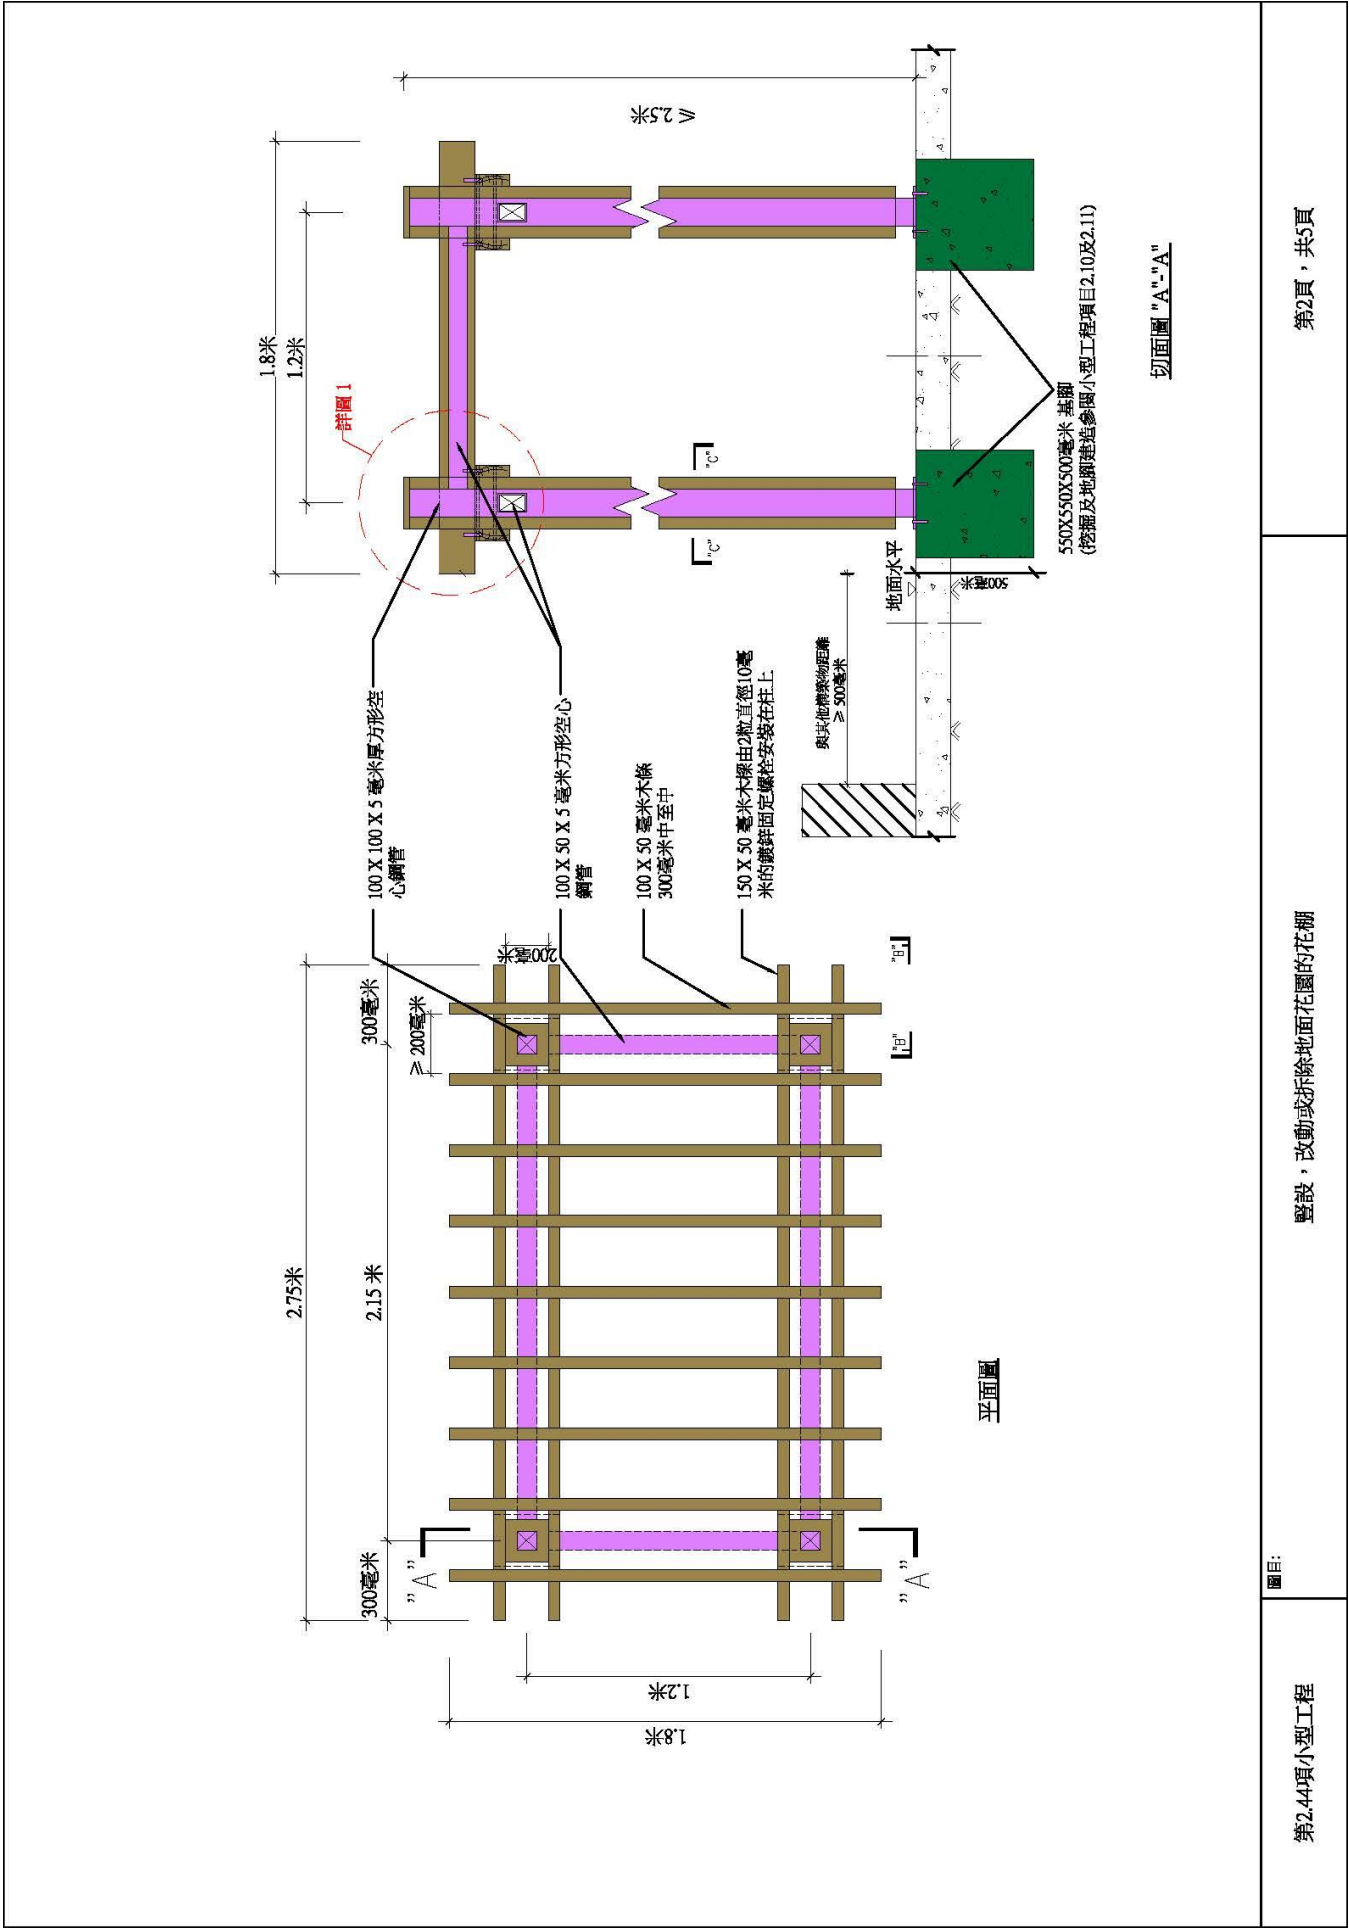 2.75米
300毫米
2.15 米
300毫米
≥ 200毫米
200毫米
1.8米
1.2米
"A"
"A"
"B"
"B"
平面圖
100 X 100 X 5 毫米厚方形空
心鋼管
100 X 50 X 5 毫米方形空心
鋼管
100 X 50 毫米木條
300毫米中至中
150 X 50 毫米木樑由2粒直徑10毫
米的鍍鋅固定螺栓安裝在柱上
1.8米
1.2米
詳圖 1
≤ 2.5米
"C"
"C"
與其他構築物距離
≥ 500毫米
地面水平
500毫米
550X550X500毫米 基腳
(挖掘及地腳建造參閱小型工程項目2.10及2.11)
切面圖 "A"-"A"
第2.44項小型工程
圖目:
豎設，改動或拆除地面花園的花棚
第2頁，共5頁